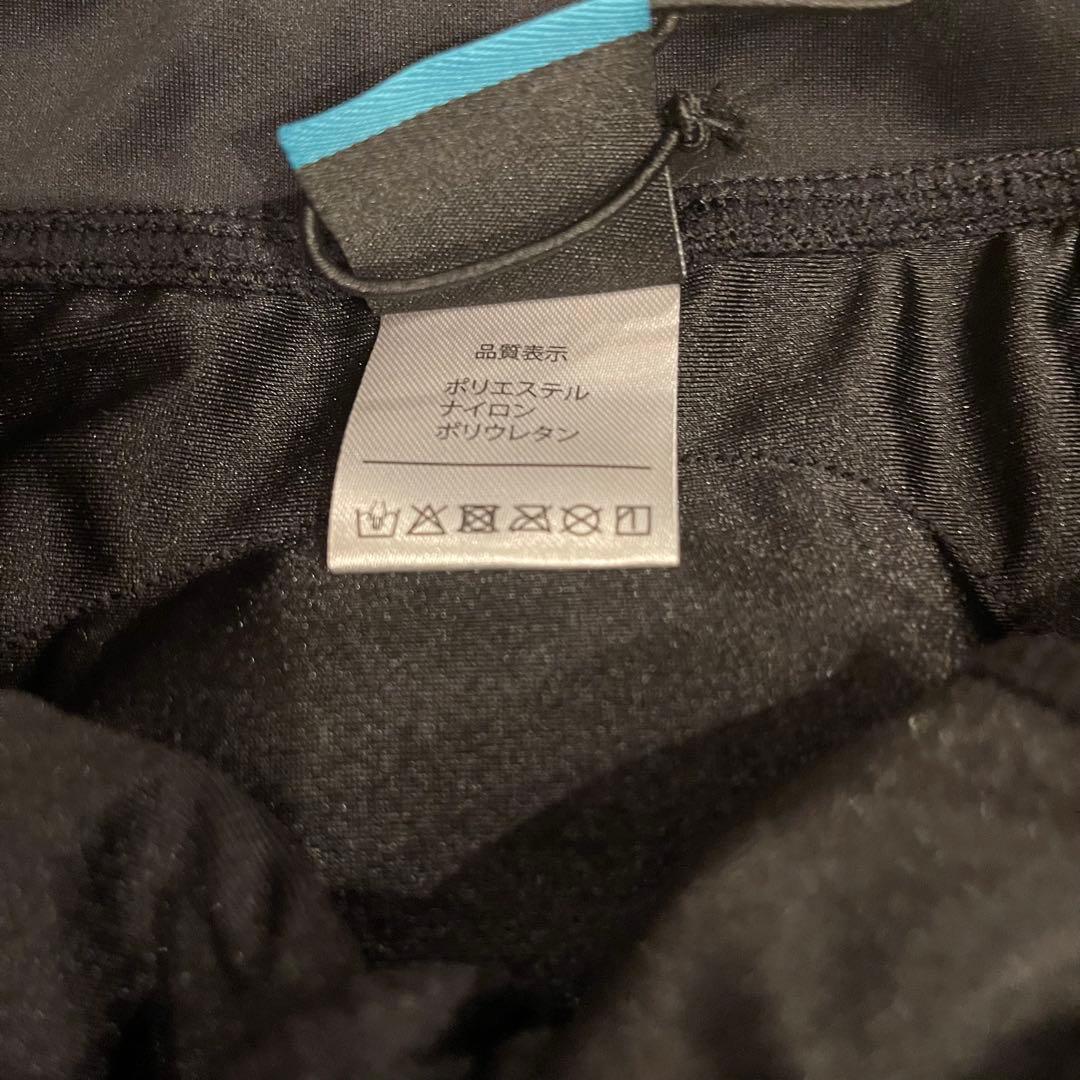 品質表示
ポリエステル
ナイロン
ポリウレタン